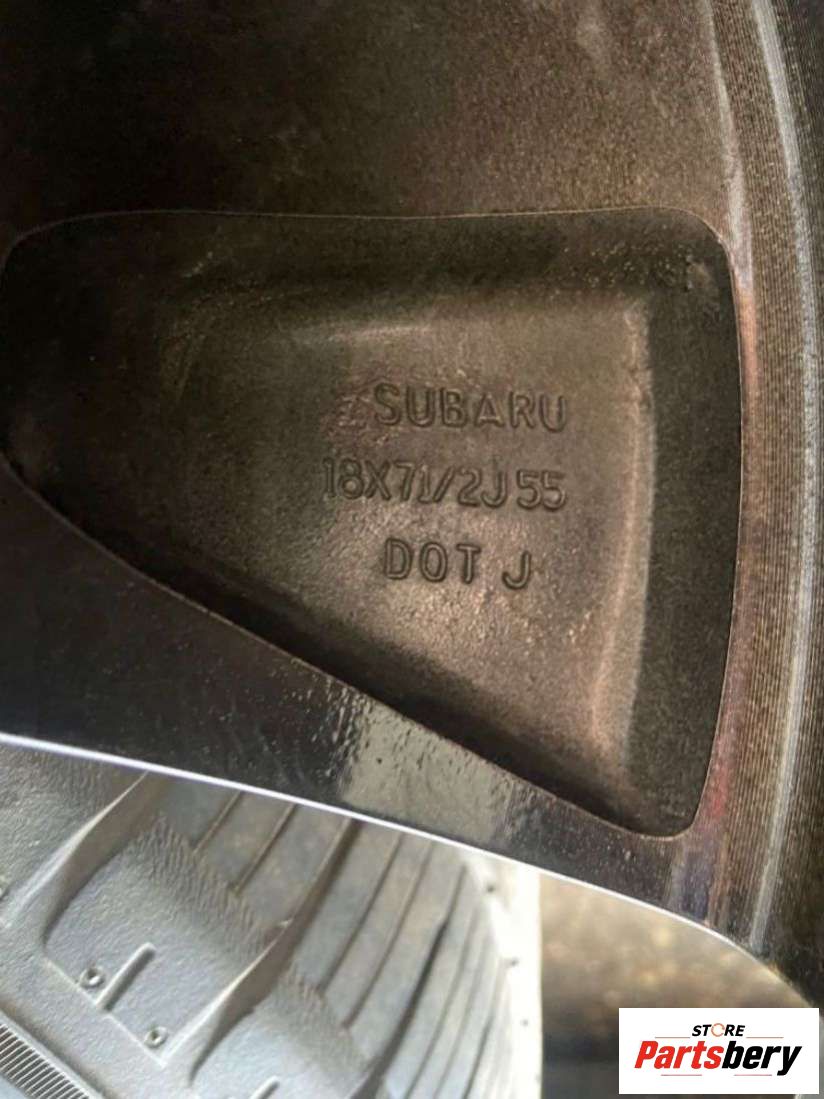 SUBARU
18X71/2J 55
DOT J
STORE
Partsbery